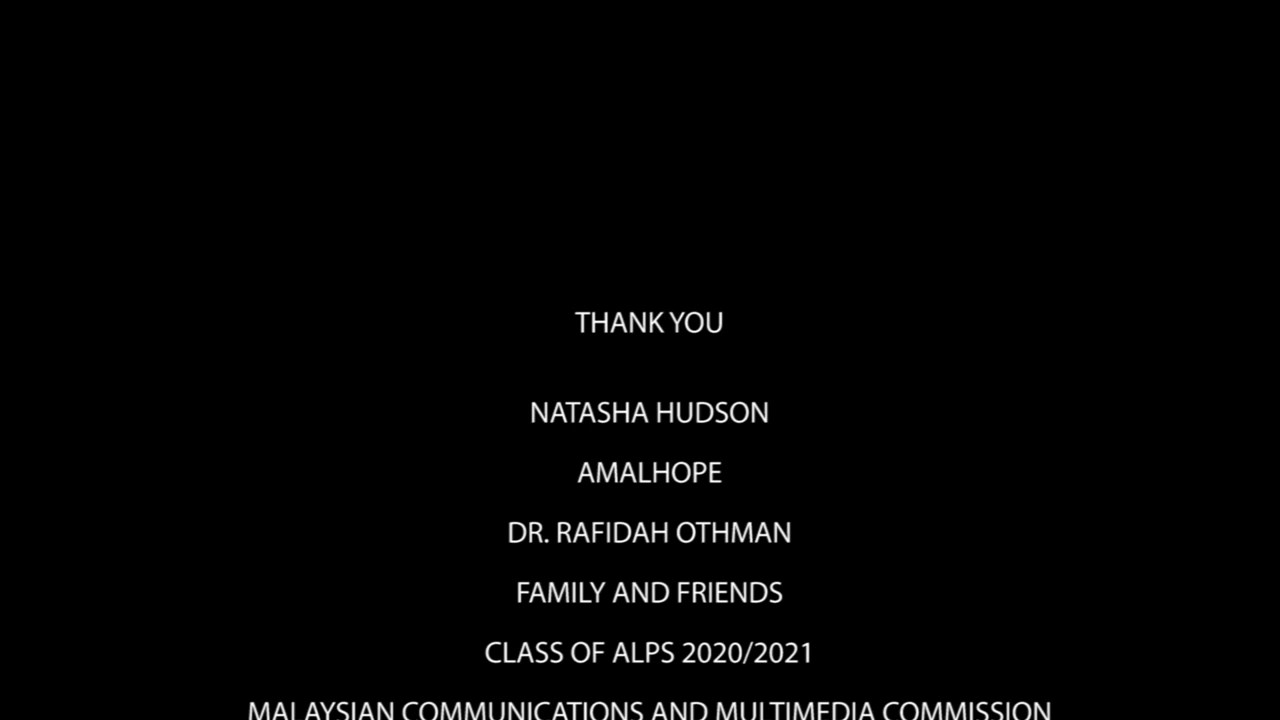 THANK YOU
NATASHA HUDSON
AMALHOPE
DR. RAFIDAH OTHMAN
FAMILY AND FRIENDS
CLASS OF ALPS 2020/2021
MALAYSIAN COMMUNICATIONS AND MULTIMEDIA COMMISSION